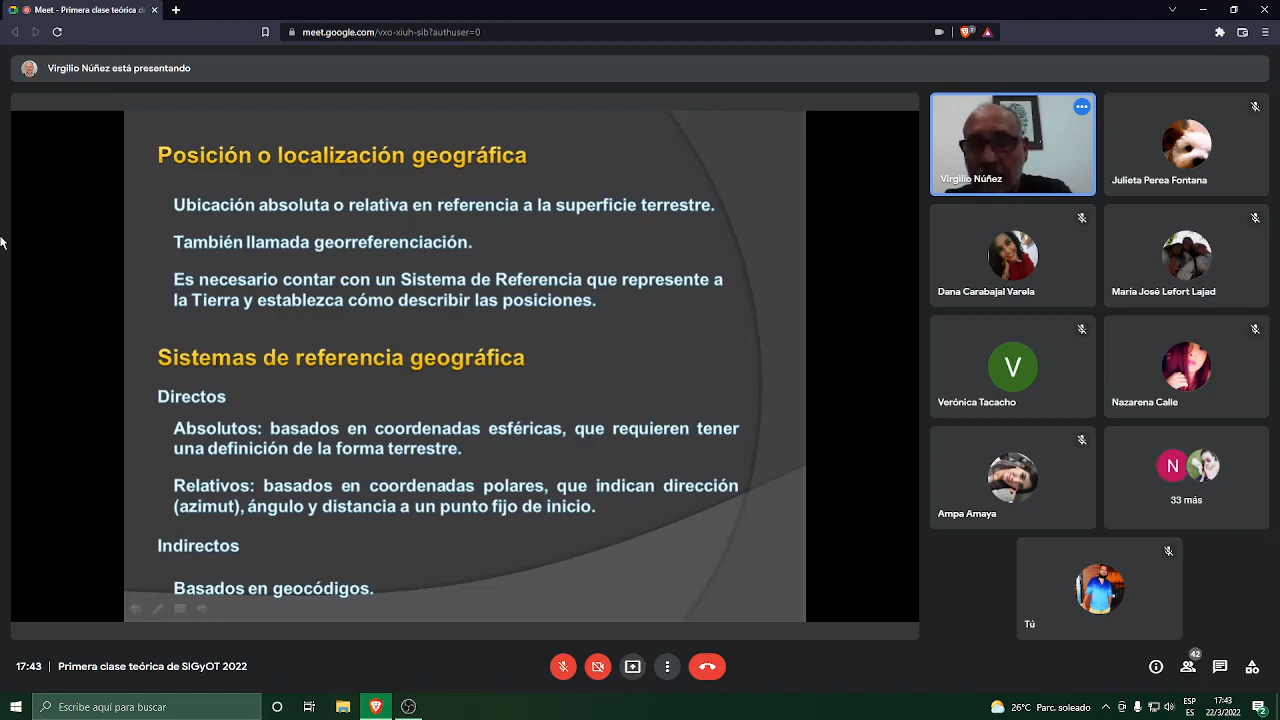 Meet - Primera clase teórica de
meet.google.com/vxo-xiuh-sib?authuser=0
2
Virgilio Núñez está presentando
Posición o localización geográfica
Ubicación absoluta o relativa en referencia a la superficie terrestre.
También llamada georreferenciación.
Es necesario contar con un Sistema de Referencia que represente a
la Tierra y establezca cómo describir las posiciones.
Sistemas de referencia geográfica
Directos
Absolutos: basados en coordenadas esféricas, que requieren tener
una definición de la forma terrestre.
Relativos: basados en coordenadas polares, que indican dirección
(azimut), ángulo y distancia a un punto fijo de inicio.
Indirectos
Basados en geocódigos.
Virgilio Núñez
Julieta Perea Fontana
Dana Carabajal Varela
María José Lefort Lajad
V
Verónica Tacacho
Nazarena Calle
Ampa Amaya
N
33 más
Tú
17:43 | Primera clase teórica de SIGyOT 2022
42
Escribe aquí para buscar
26°C Parc. soleado
ESP
ES
17:43
22/3/2022
2